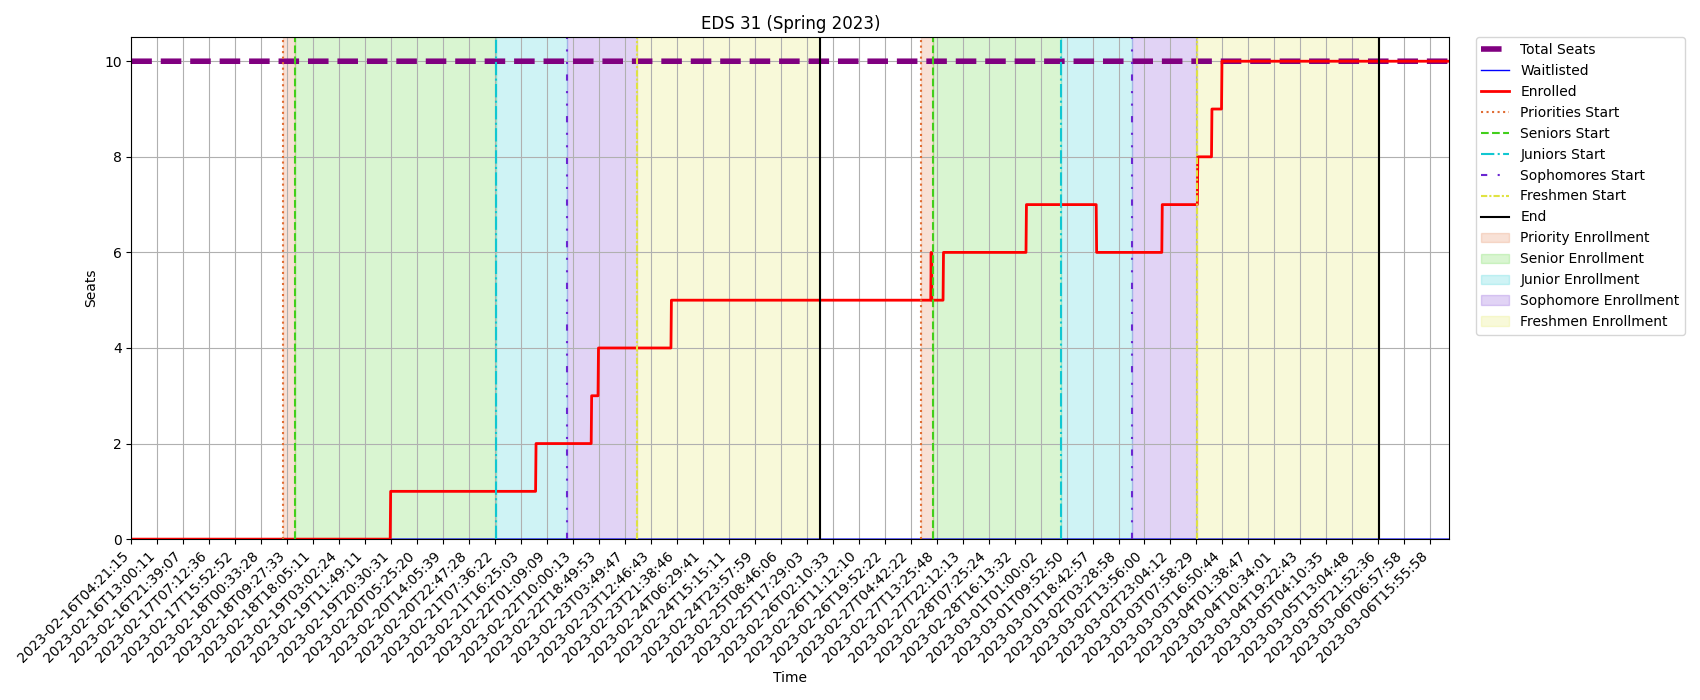 EDS 31 (Spring 2023)
10
8
6
4
2
0
Seats
2023-02-16T04:21:15
2023-02-16T13:00:11
2023-02-16T21:39:07
2023-02-17T07:12:36
2023-02-17T15:52:52
2023-02-18T00:33:28
2023-02-18T09:27:33
2023-02-18T18:05:11
2023-02-19T03:02:24
2023-02-19T11:49:11
2023-02-19T20:30:31
2023-02-20T05:25:20
2023-02-20T14:05:39
2023-02-20T22:47:28
2023-02-21T07:36:22
2023-02-21T16:25:03
2023-02-22T01:09:09
2023-02-22T10:00:13
2023-02-22T18:49:53
2023-02-23T03:49:47
2023-02-23T12:46:43
2023-02-23T21:38:46
2023-02-24T06:29:41
2023-02-24T15:15:11
2023-02-24T23:57:59
2023-02-25T08:46:06
2023-02-25T17:29:03
2023-02-26T02:10:33
2023-02-26T11:12:10
2023-02-26T19:52:22
2023-02-27T04:42:22
2023-02-27T13:25:48
2023-02-27T22:12:13
2023-02-28T07:25:24
2023-02-28T16:13:32
2023-03-01T01:00:02
2023-03-01T09:52:50
2023-03-01T18:42:57
2023-03-02T03:28:58
2023-03-02T13:56:00
2023-03-02T23:04:12
2023-03-03T07:58:29
2023-03-03T16:50:44
2023-03-04T01:38:47
2023-03-04T10:34:01
2023-03-04T19:22:43
2023-03-05T04:10:35
2023-03-05T13:04:48
2023-03-05T21:52:36
2023-03-06T06:57:58
2023-03-06T15:55:58
Time
Total Seats
Waitlisted
Enrolled
Priorities Start
Seniors Start
Juniors Start
Sophomores Start
Freshmen Start
End
Priority Enrollment
Senior Enrollment
Junior Enrollment
Sophomore Enrollment
Freshmen Enrollment